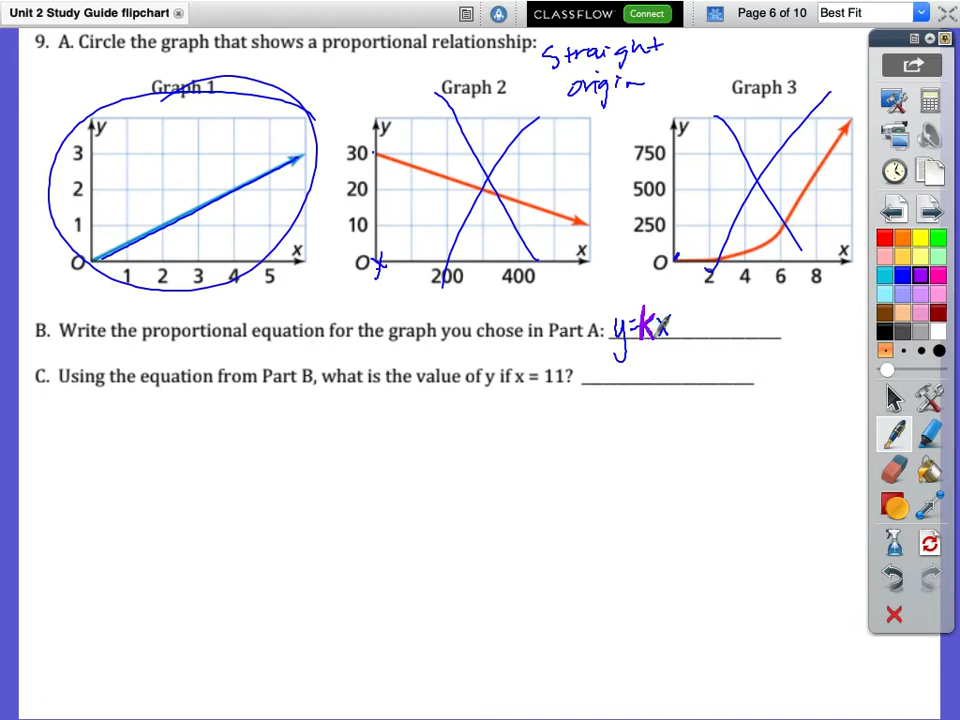 Unit 2 Study Guide flipchart
CLASSFLOW Connect
Page 6 of 10
Best Fit
9. A. Circle the graph that shows a proportional relationship:
straight
origin
Graph 1
Graph 2
Graph 3
y
3
2
1
O
1 2 3 4 5
x
y
30
20
10
O
200 400
x
y
750
500
250
O
2 4 6 8
x
B. Write the proportional equation for the graph you chose in Part A: y=kx
C. Using the equation from Part B, what is the value of y if x = 11?